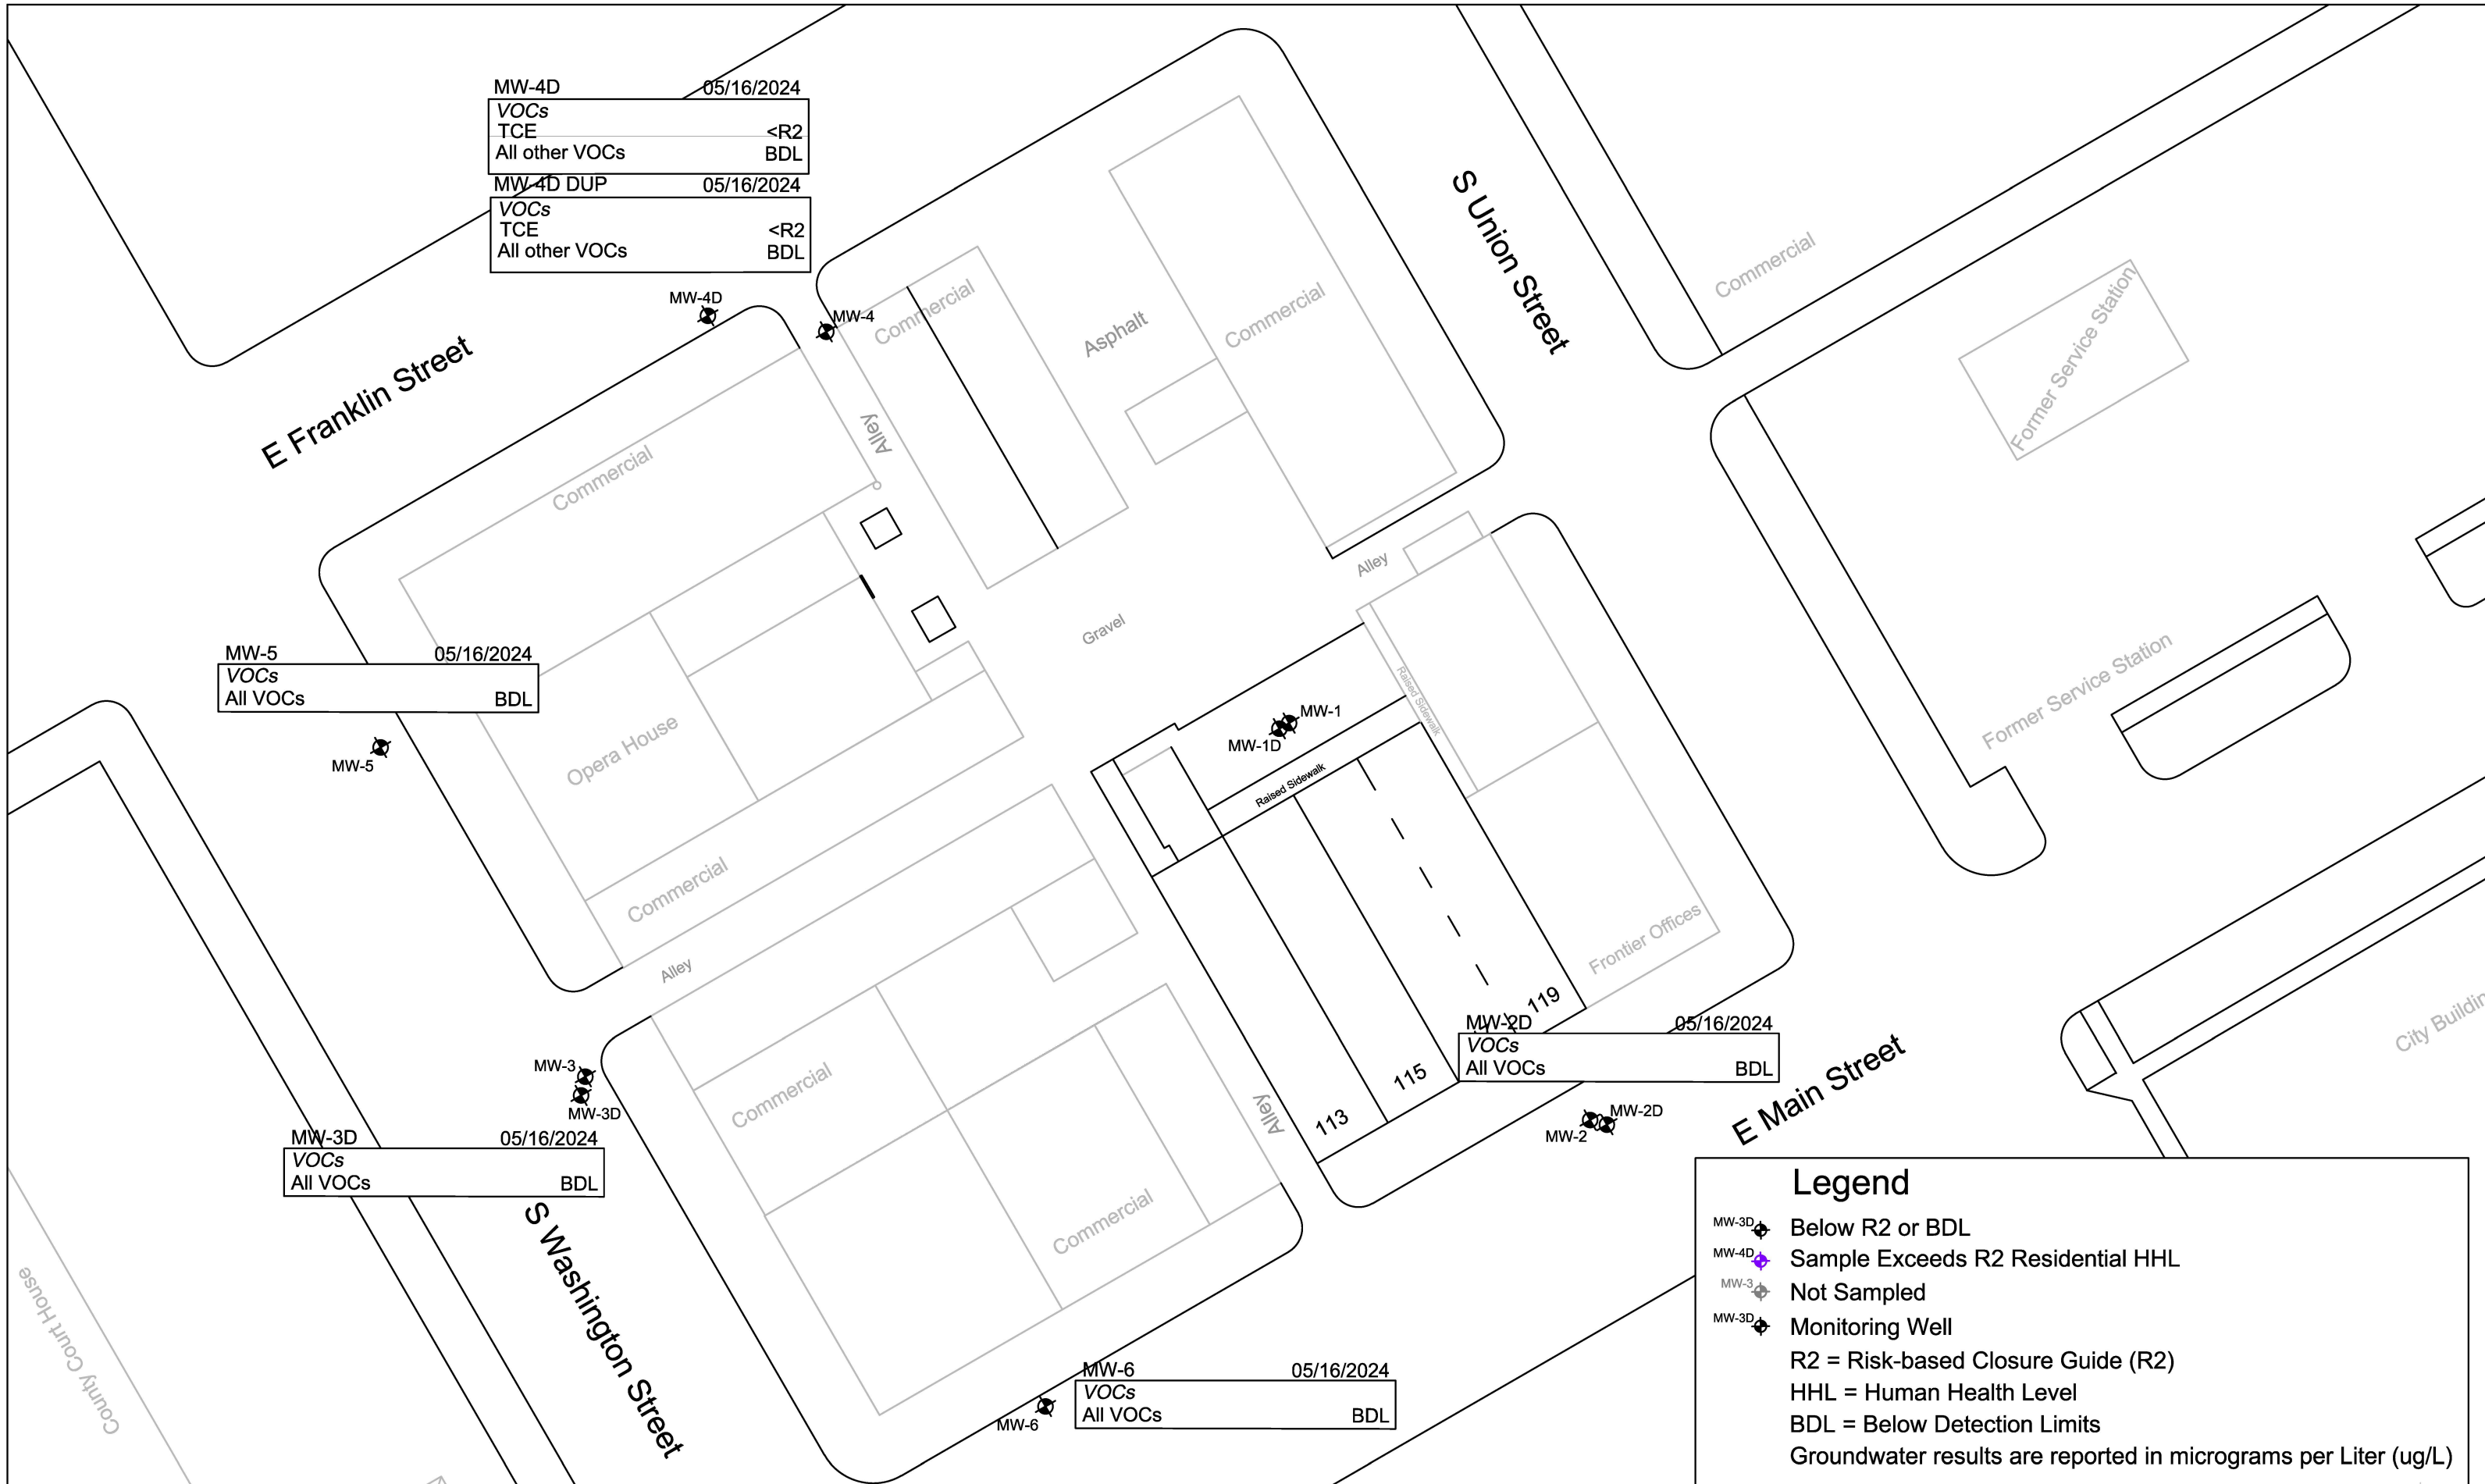 MW-4D 05/16/2024
VOCs
TCE <R2
All other VOCs BDL
MW-4D DUP 05/16/2024
VOCs
TCE <R2
All other VOCs BDL
MW-4D
MW-4
S Union Street
Commercial
Former Service Station
Commercial
Asphalt
Commercial
E Franklin Street
Alley
Commercial
Alley
Gravel
MW-5 05/16/2024
VOCs
All VOCs BDL
MW-5
Opera House
Raised Sidewalk
MW-1
MW-1D
Raised Sidewalk
Former Service Station
Commercial
Alley
Frontier Offices
119
115
113
MW-2D 05/16/2024
VOCs
All VOCs BDL
MW-2D
MW-2
E Main Street
MW-3
MW-3D
MW-3D 05/16/2024
VOCs
All VOCs BDL
Commercial
Alley
Commercial
S Washington Street
County Court House
MW-6 05/16/2024
VOCs
All VOCs BDL
MW-6
Legend
MW-3D Below R2 or BDL
MW-4D Sample Exceeds R2 Residential HHL
MW-3 Not Sampled
MW-3D Monitoring Well
R2 = Risk-based Closure Guide (R2)
HHL = Human Health Level
BDL = Below Detection Limits
Groundwater results are reported in micrograms per Liter (ug/L)